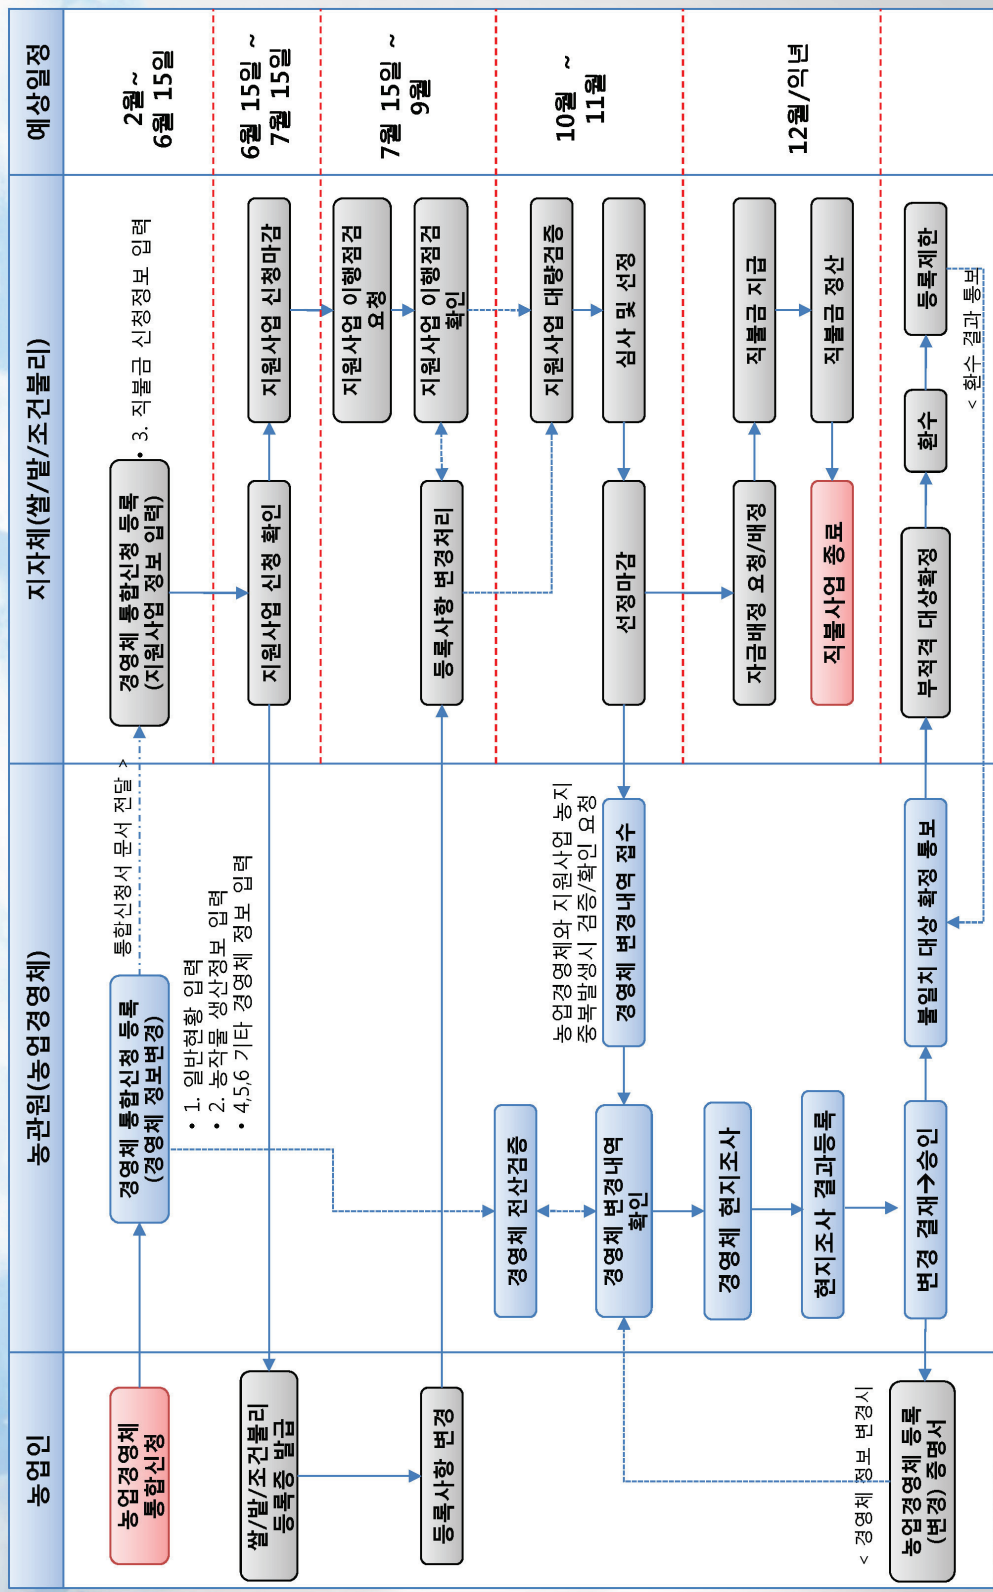 농업인
농관원(농업경영체)
지자체(쌀/밭/조건불리)
예상일정
농업경영체
통합신청
경영체 통합신청 등록
(경영체 정보변경)
통합신청서 문서 전달 >
경영체 통합신청 등록
(지원사업 정보 입력)
• 3. 직불금 신청정보 입력
2월~
6월 15일
• 1. 일반현황 입력
• 2. 농작물 생산정보 입력
• 4,5,6 기타 경영체 정보 입력
쌀/밭/조건불리
등록증 발급
지원사업 신청 확인
지원사업 신청마감
6월 15일 ~
7월 15일
등록사항 변경
등록사항 변경처리
지원사업 이행점검
요청
지원사업 이행점검
확인
7월 15일 ~
9월
경영체 전산검증
농업경영체와 지원사업 농지
중복발생시 검증/확인 요청
지원사업 대량검증
경영체 변경내역
확인
경영체 변경내역 접수
선정마감
심사 및 선정
10월 ~
11월
경영체 현지조사
자금배정 요청/배정
직불금 지급
현지조사 결과등록
직불사업 종료
직불금 정산
12월/익년
< 경영체 정보 변경시
농업경영체 등록
(변경) 증명서
변경 결재→승인
불일치 대상 확정 통보
부적격 대상확정
환수
등록제한
< 환수 결과 통보